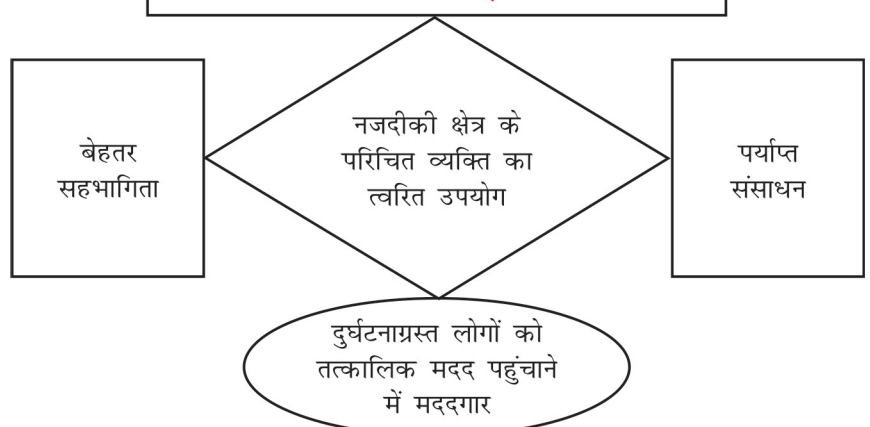 नजदीकी क्षेत्र के
परिचित व्यक्ति का
त्वरित उपयोग
बेहतर
सहभागिता
पर्याप्त
संसाधन
दुर्घटनाग्रस्त लोगों को
तत्कालिक मदद पहुंचाने
में मददगार